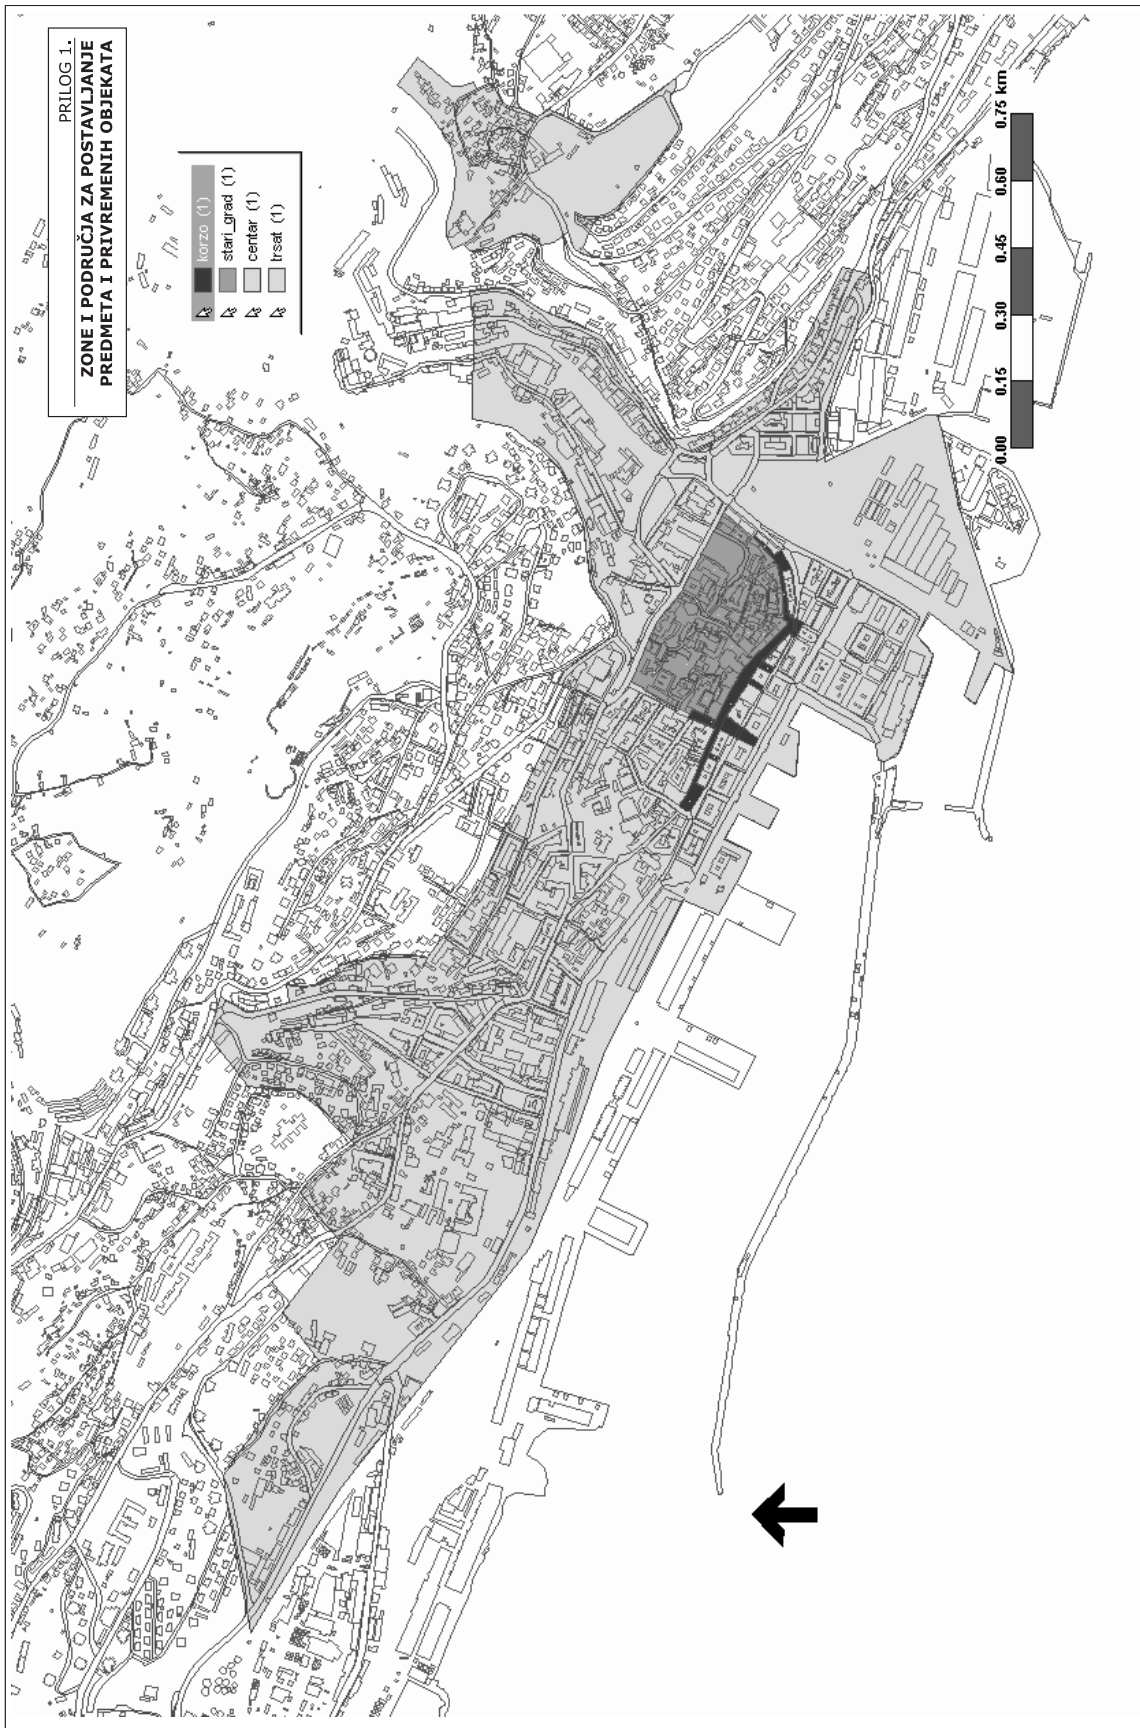 PRILOG 1.
ZONE I PODRUČJA ZA POSTAVLJANJE
PREDMETA I PRIVREMENIH OBJEKATA
korzo (1)
stari_grad (1)
centar (1)
trsat (1)
0.00 0.15 0.30 0.45 0.60 0.75 km